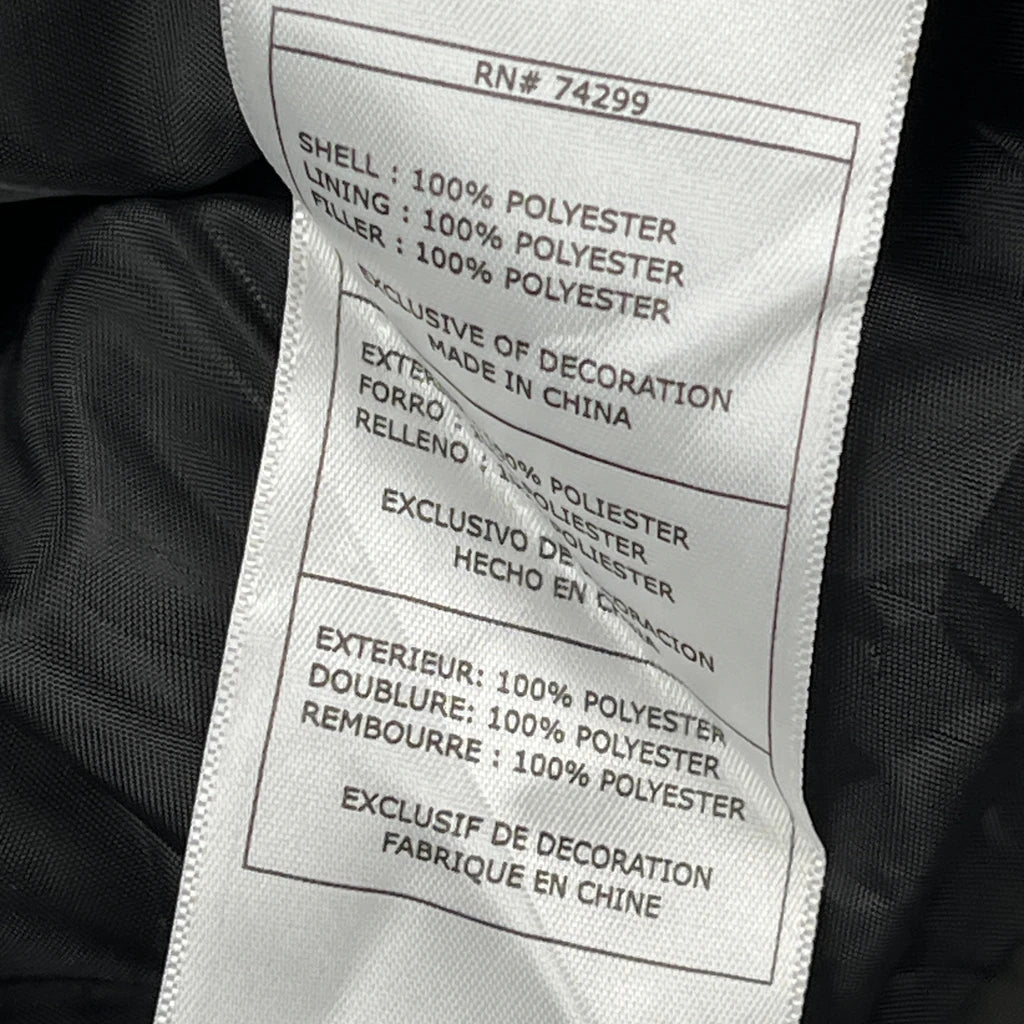 RN# 74299
SHELL : 100% POLYESTER
LINING : 100% POLYESTER
FILLER : 100% POLYESTER
EXCLUSIVE OF DECORATION
MADE IN CHINA
POLIESTER
FORRO POLIESTER
RELLENO : POLIESTER
EXCLUSIVO DE
HECHO EN
EXTERIEUR: 100% POLYESTER
DOUBLURE: 100% POLYESTER
REMBOURRE : 100% POLYESTER
EXCLUSIF DE DECORATION
FABRIQUE EN CHINE